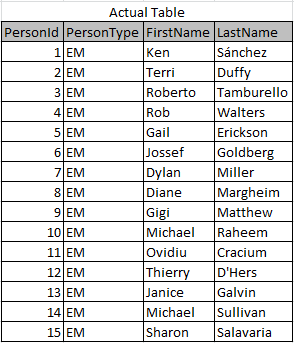 Actual Table
PersonId PersonType FirstName LastName
1 EM Ken Sánchez
2 EM Terri Duffy
3 EM Roberto Tamburello
4 EM Rob Walters
5 EM Gail Erickson
6 EM Jossef Goldberg
7 EM Dylan Miller
8 EM Diane Margheim
9 EM Gigi Matthew
10 EM Michael Raheem
11 EM Ovidiu Cracium
12 EM Thierry D'Hers
13 EM Janice Galvin
14 EM Michael Sullivan
15 EM Sharon Salavaria